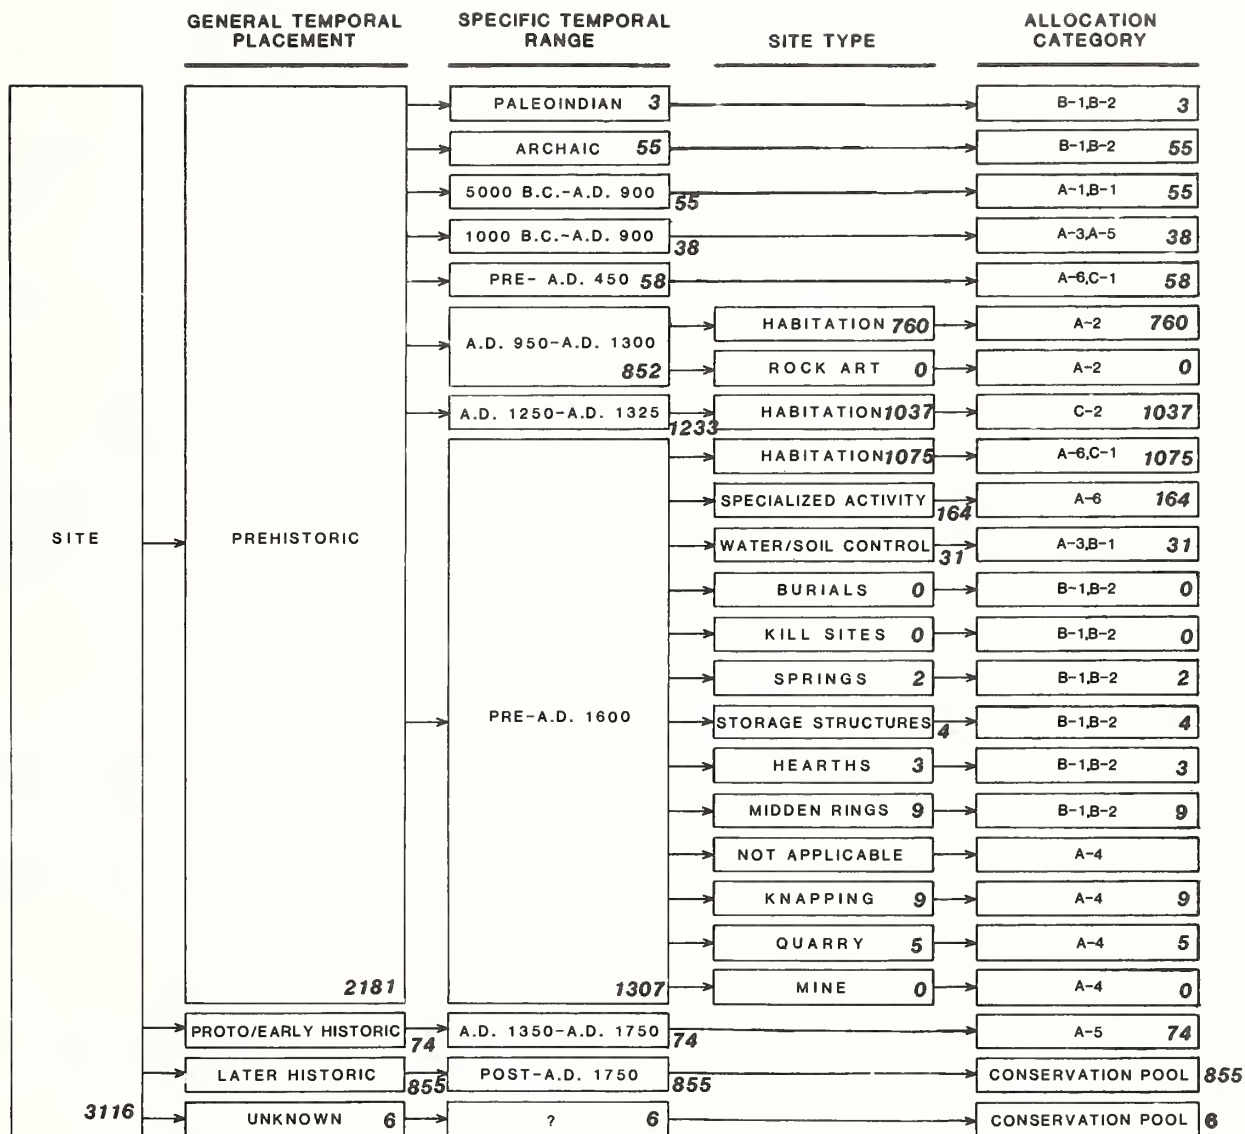 GENERAL TEMPORAL PLACEMENT
SPECIFIC TEMPORAL RANGE
SITE TYPE
ALLOCATION CATEGORY
SITE 3116
PREHISTORIC 2181
PALEOINDIAN 3
B-1,B-2 3
ARCHAIC 55
B-1,B-2 55
5000 B.C.-A.D. 900 55
A-1,B-1 55
1000 B.C.-A.D. 900 38
A-3,A-5 38
PRE- A.D. 450 58
A-6,C-1 58
A.D. 950-A.D. 1300 852
HABITATION 760
A-2 760
ROCK ART 0
A-2 0
A.D. 1250-A.D. 1325 1233
HABITATION 1037
C-2 1037
PRE-A.D. 1600 1307
HABITATION 1075
A-6,C-1 1075
SPECIALIZED ACTIVITY 164
A-6 164
WATER/SOIL CONTROL 31
A-3,B-1 31
BURIALS 0
B-1,B-2 0
KILL SITES 0
B-1,B-2 0
SPRINGS 2
B-1,B-2 2
STORAGE STRUCTURES 4
B-1,B-2 4
HEARTHS 3
B-1,B-2 3
MIDDEN RINGS 9
B-1,B-2 9
NOT APPLICABLE
A-4
KNAPPING 9
A-4 9
QUARRY 5
A-4 5
MINE 0
A-4 0
PROTO/EARLY HISTORIC 74
A.D. 1350-A.D. 1750 74
A-5 74
LATER HISTORIC 855
POST-A.D. 1750 855
CONSERVATION POOL 855
UNKNOWN 6
? 6
CONSERVATION POOL 6